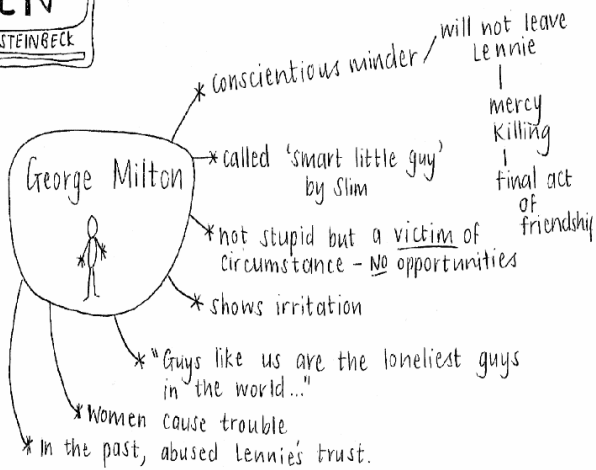 EN
STEINBECK
George Milton
* conscientious minder
will not leave
Lennie
mercy
Killing
final act
of
friendship
* called 'smart little guy'
by Slim
* not stupid but a victim of
circumstance - NO opportunities
* shows irritation
* "Guys like us are the loneliest guys
in the world..."
* Women cause trouble
* In the past, abused Lennie's trust.